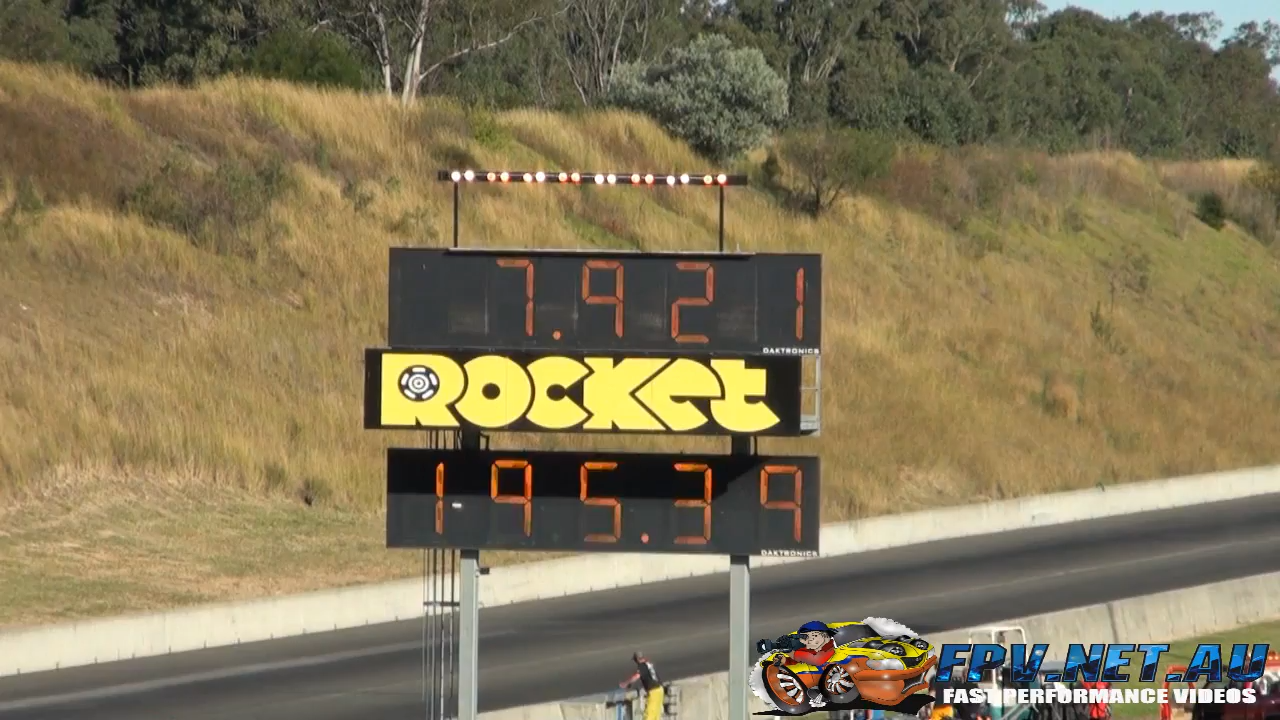 7.921
DAKTRONICS
ROCKet
195.39
DAKTRONICS
FPV.NET.AU
FAST PERFORMANCE VIDEOS